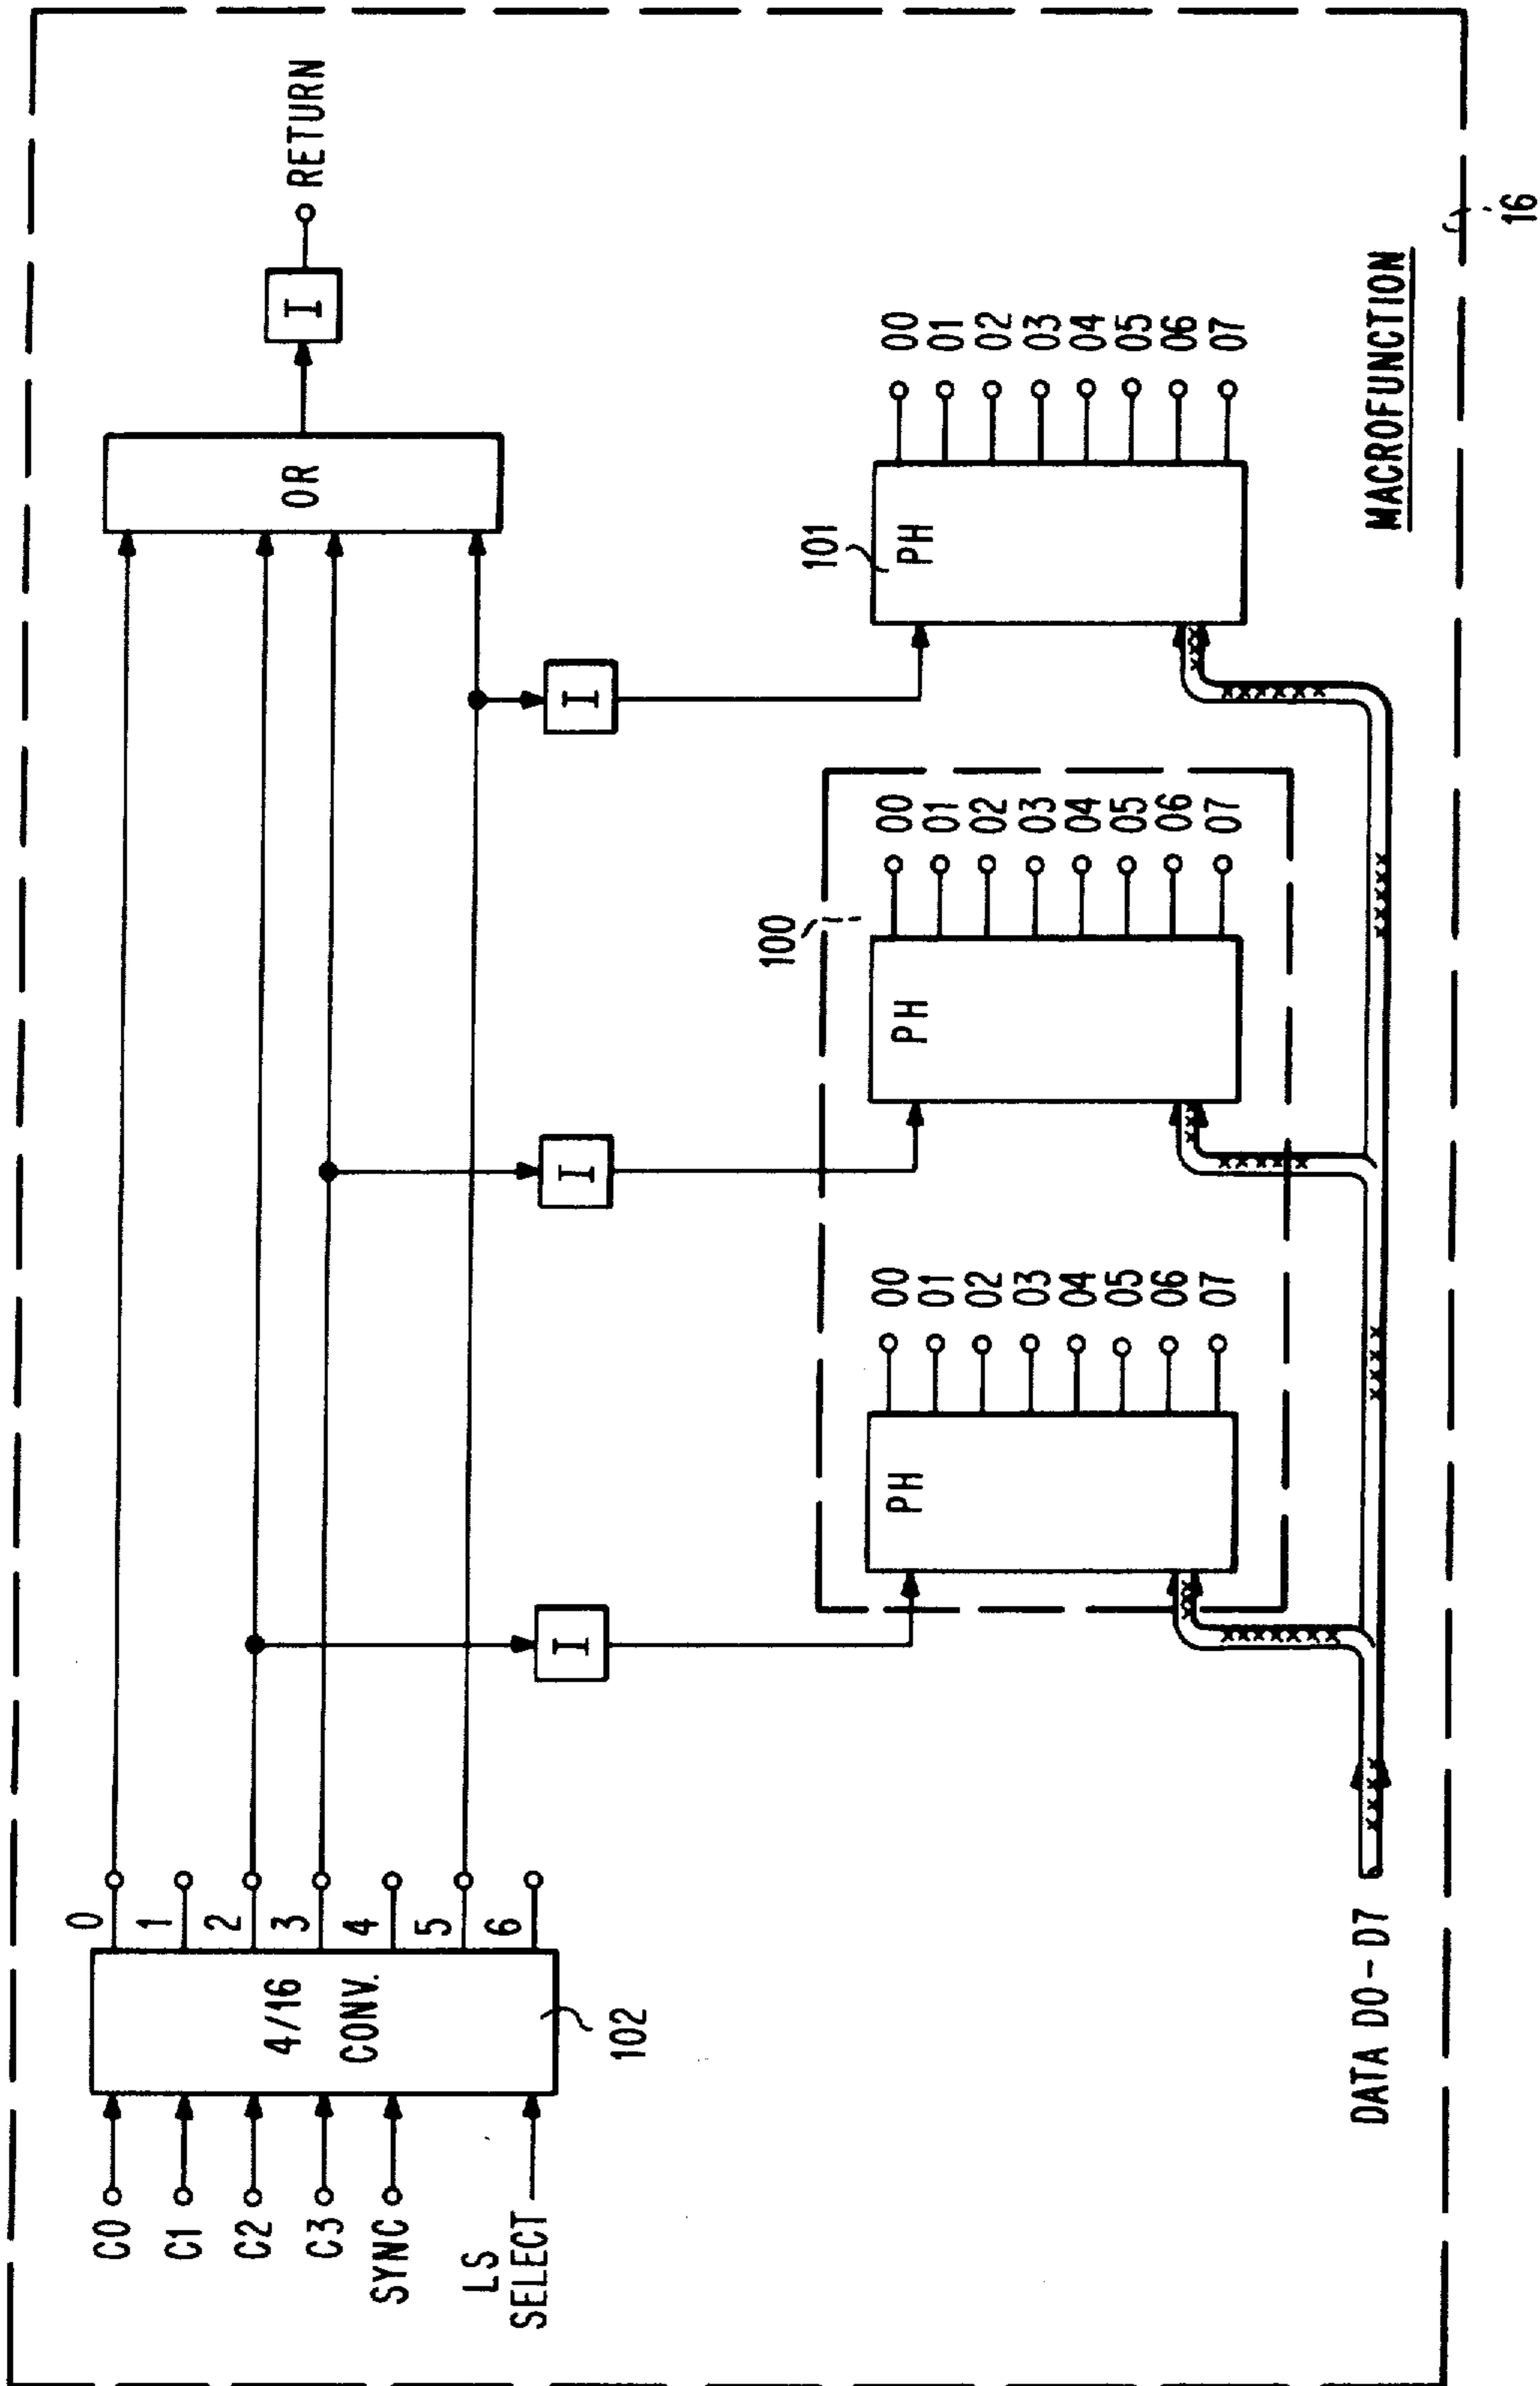 C0
C1
C2
C3
SYNC
LS
SELECT
4/16
CONV.
102
0
1
2
3
4
5
6
OR
I
RETURN
I
I
I
PH
00
01
02
03
04
05
06
07
100
PH
00
01
02
03
04
05
06
07
101
PH
00
01
02
03
04
05
06
07
DATA D0-D7
MACROFUNCTION
16